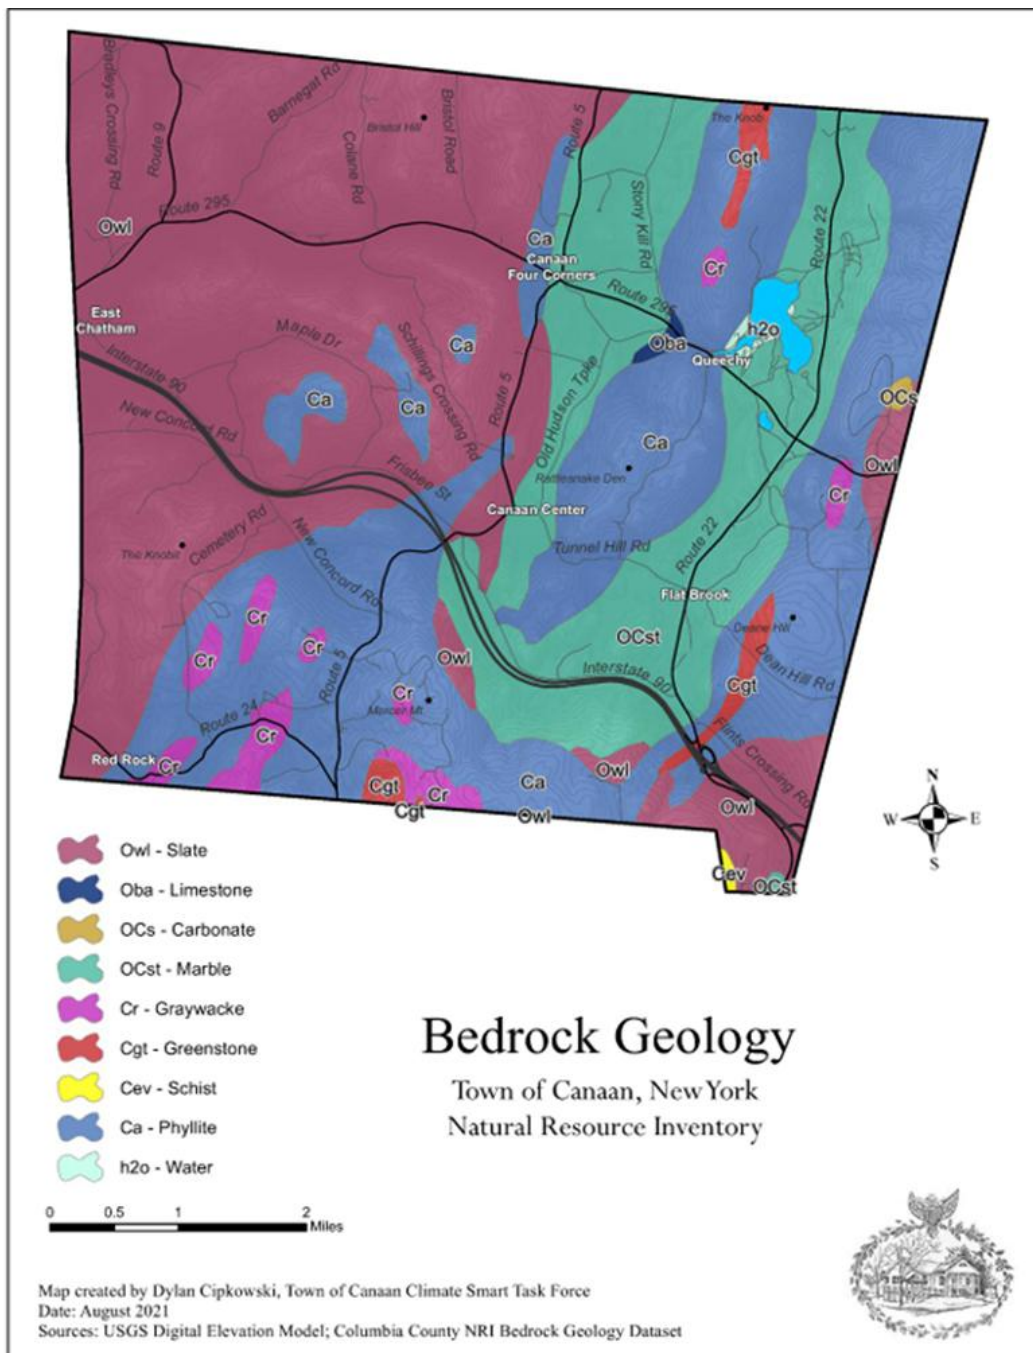 Bradleys Crossing Rd
Route 9
Barnegat Rd
Bristol Hill
Colane Rd
Bristol Road
Route 5
The Knob
Cgt
Route 295
Owl
Stony Kill Rd
Route 22
Ca
Canaan
Four Corners
Cr
Route 295
h2o
East
Chatham
Maple Dr
Schillings Crossing Rd
Ca
Oba
Queechy
Interstate 90
Ca
Ca
Route 5
Old Hudson Tpke
OCs
New Concord Rd
Ca
Owl
Frisbee St
Rattlesnake Den
Cr
Canaan Center
Cemetery Rd
The Knobit
New Concord Rd
Tunnel Hill Rd
Route 22
Flat Brook
Cr
Cr
Cr
OCst
Deane Hill
Owl
Dean Hill Rd
Route 5
Interstate 90
Cgt
Cr
Mercer Mt
Route 24
Cr
Flints Crossing Rd
Red Rock
Cr
Cgt
Cr
Ca
Owl
Cgt
Owl
Owl
Cev
OCst
N
W
E
S
Owl - Slate
Oba - Limestone
OCs - Carbonate
OCst - Marble
Cr - Graywacke
Cgt - Greenstone
Cev - Schist
Ca - Phyllite
h2o - Water
Bedrock Geology
Town of Canaan, New York
Natural Resource Inventory
0 0.5 1 2
Miles
Map created by Dylan Cipkowski, Town of Canaan Climate Smart Task Force
Date: August 2021
Sources: USGS Digital Elevation Model; Columbia County NRI Bedrock Geology Dataset